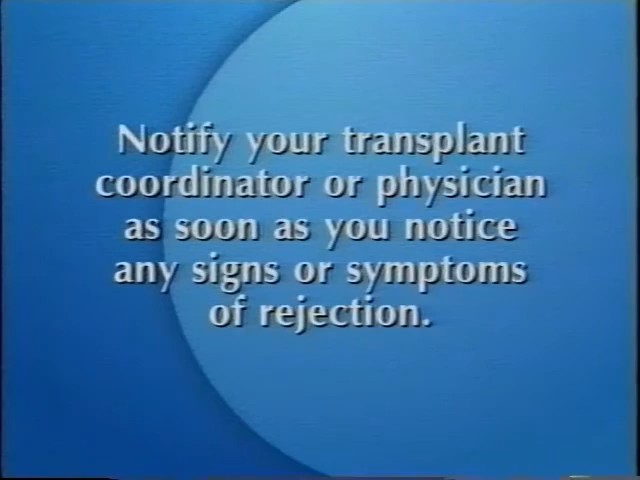 Notify your transplant
coordinator or physician
as soon as you notice
any signs or symptoms
of rejection.